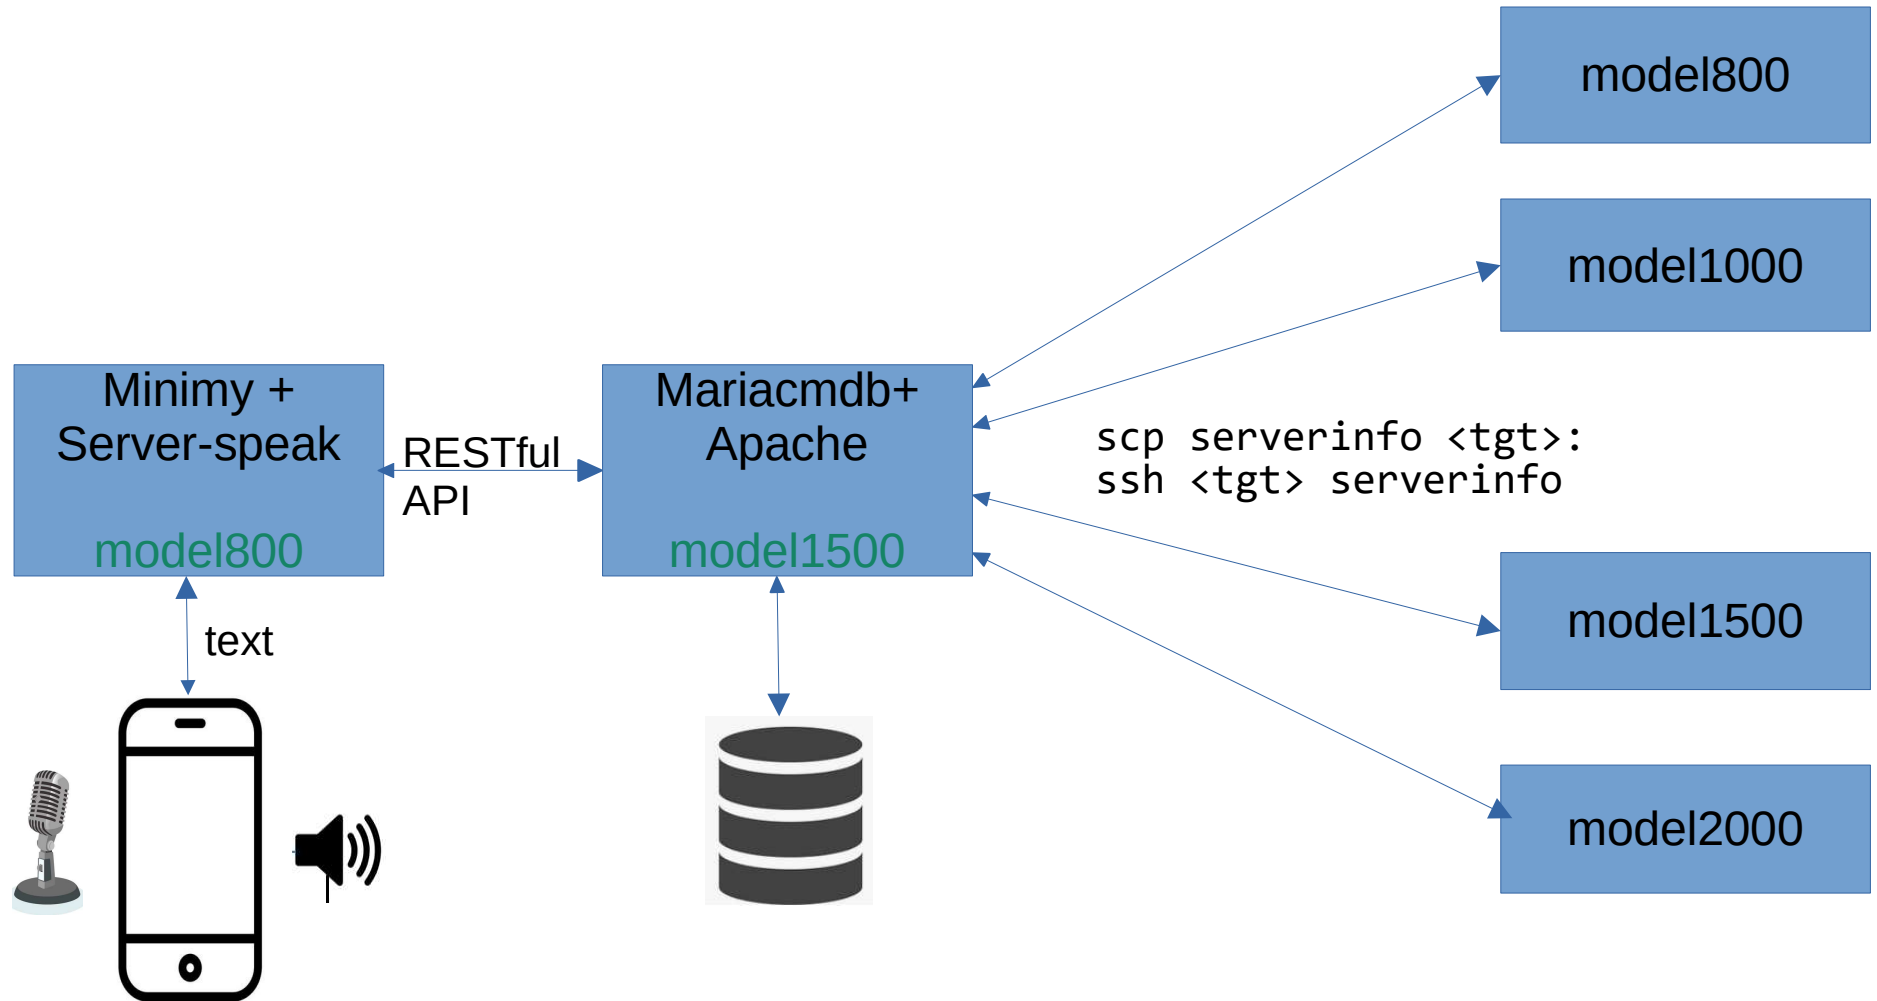 model800
model1000
Minimy +
Server-speak
model800
RESTful
API
Mariacmdb+
Apache
model1500
scp serverinfo <tgt>:
ssh <tgt> serverinfo
text
model1500
model2000